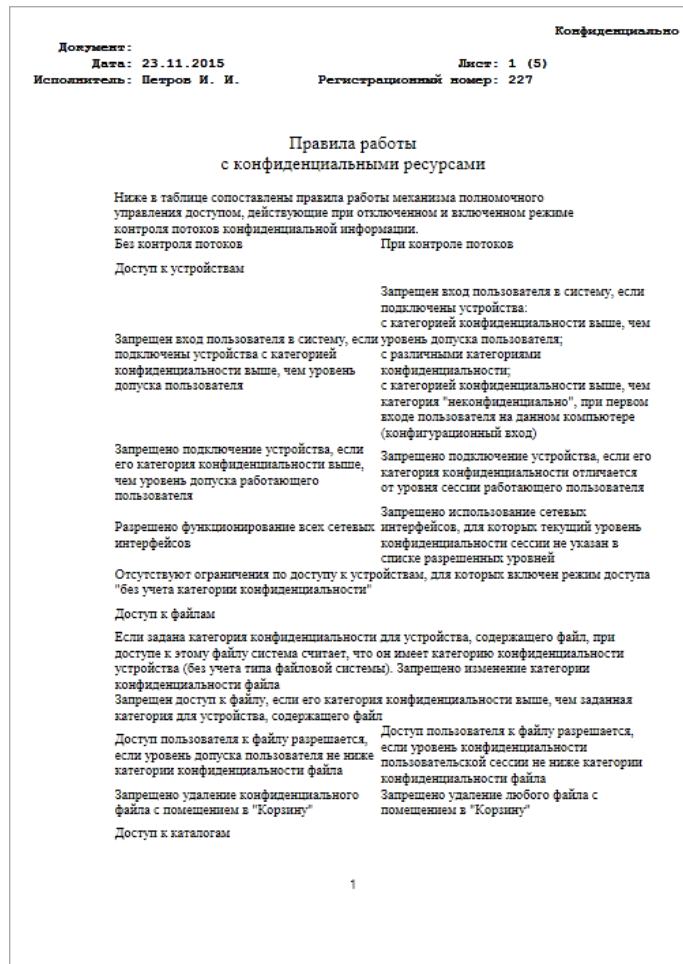 Конфиденциально
Документ:
Дата: 23.11.2015 Лист: 1 (5)
Исполнитель: Петров И. И. Регистрационный номер: 227
Правила работы
с конфиденциальными ресурсами
Ниже в таблице сопоставлены правила работы механизма полномочного
управления доступом, действующие при отключенном и включенном режиме
контроля потоков конфиденциальной информации.
Без контроля потоков При контроле потоков
Доступ к устройствам
Запрещен вход пользователя в систему, если
подключены устройства с категорией
конфиденциальности выше, чем уровень
допуска пользователя
Запрещен вход пользователя в систему, если
подключены устройства:
с категорией конфиденциальности выше, чем
уровень допуска пользователя;
с различными категориями
конфиденциальности;
с категорией конфиденциальности выше, чем
категория "неконфиденциально", при первом
входе пользователя на данном компьютере
(конфигурационный вход)
Запрещено подключение устройства, если
его категория конфиденциальности выше,
чем уровень допуска работающего
пользователя
Запрещено подключение устройства, если его
категория конфиденциальности отличается
от уровня сессии работающего пользователя
Разрешено функционирование всех сетевых
интерфейсов
Запрещено использование сетевых
интерфейсов, для которых текущий уровень
конфиденциальности сессии не указан в
списке разрешенных уровней
Отсутствуют ограничения по доступу к устройствам, для которых включен режим доступа
"без учета категории конфиденциальности"
Доступ к файлам
Если задана категория конфиденциальности для устройства, содержащего файл, при
доступе к этому файлу система считает, что он имеет категорию конфиденциальности
устройства (без учета типа файловой системы). Запрещено изменение категории
конфиденциальности файла
Запрещен доступ к файлу, если его категория конфиденциальности выше, чем заданная
категория для устройства, содержащего файл
Доступ пользователя к файлу разрешается,
если уровень допуска пользователя не ниже
категории конфиденциальности файла
Доступ пользователя к файлу разрешается,
если уровень конфиденциальности
пользовательской сессии не ниже категории
конфиденциальности файла
Запрещено удаление конфиденциального
файла с помещением в "Корзину"
Запрещено удаление любого файла с
помещением в "Корзину"
Доступ к каталогам
1